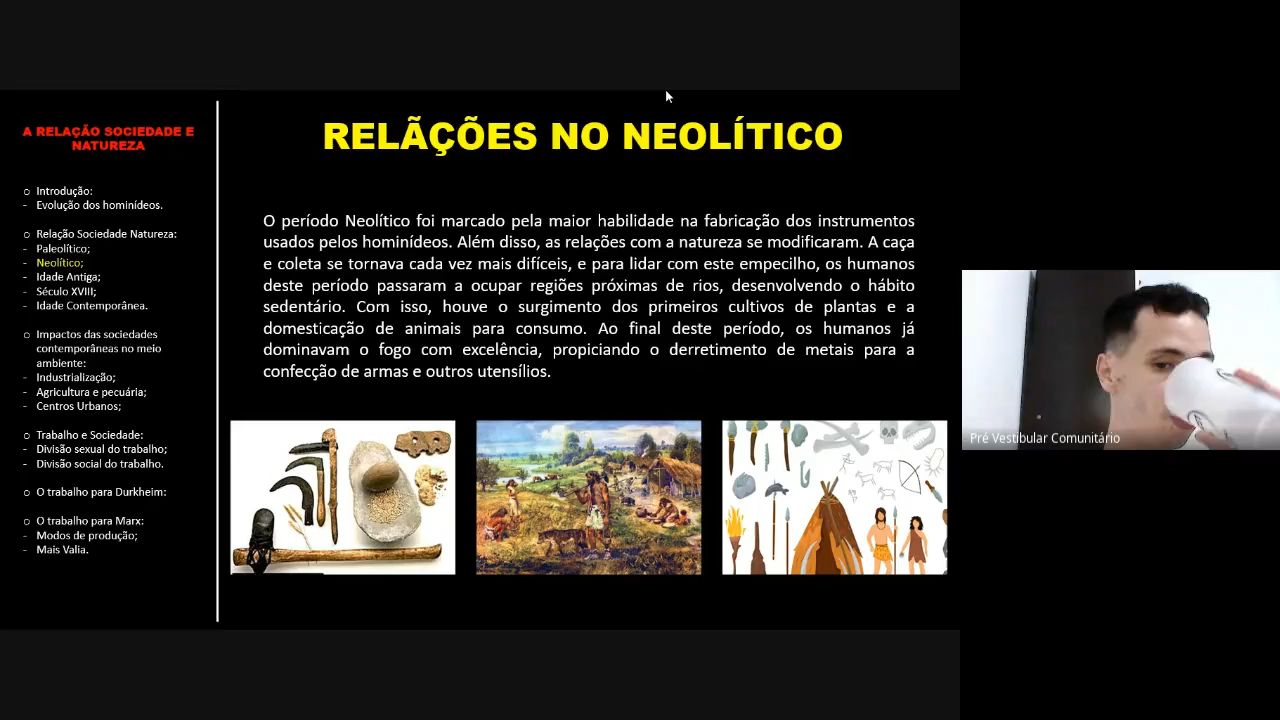 A RELAÇÃO SOCIEDADE E
NATUREZA
o Introdução:
- Evolução dos hominídeos.
o Relação Sociedade Natureza:
- Paleolítico;
- Neolítico;
- Idade Antiga;
- Século XVIII;
- Idade Contemporânea.
o Impactos das sociedades
contemporâneas no meio
ambiente:
- Industrialização;
- Agricultura e pecuária;
- Centros Urbanos;
o Trabalho e Sociedade:
- Divisão sexual do trabalho;
- Divisão social do trabalho.
o O trabalho para Durkheim:
o O trabalho para Marx:
- Modos de produção;
- Mais Valia.
RELÃÇÕES NO NEOLÍTICO
O período Neolítico foi marcado pela maior habilidade na fabricação dos instrumentos
usados pelos hominídeos. Além disso, as relações com a natureza se modificaram. A caça
e coleta se tornava cada vez mais difíceis, e para lidar com este empecilho, os humanos
deste período passaram a ocupar regiões próximas de rios, desenvolvendo o hábito
sedentário. Com isso, houve o surgimento dos primeiros cultivos de plantas e a
domesticação de animais para consumo. Ao final deste período, os humanos já
dominavam o fogo com excelência, propiciando o derretimento de metais para a
confecção de armas e outros utensílios.
Pré Vestibular Comunitário